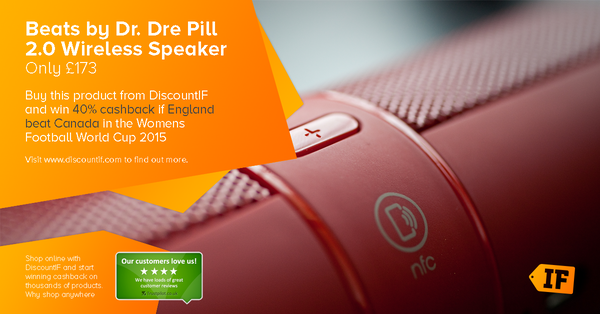 Beats by Dr. Dre Pill
2.0 Wireless Speaker
Only £173
Buy this product from DiscountIF
and win 40% cashback if England
beat Canada in the Womens
Football World Cup 2015
Visit www.discountif.com to find out more.
+
nfc
Shop online with
DiscountIF and start
winning cashback on
thousands of products.
Why shop anywhere
Our customers love us!
We have loads of great
customer reviews
IF